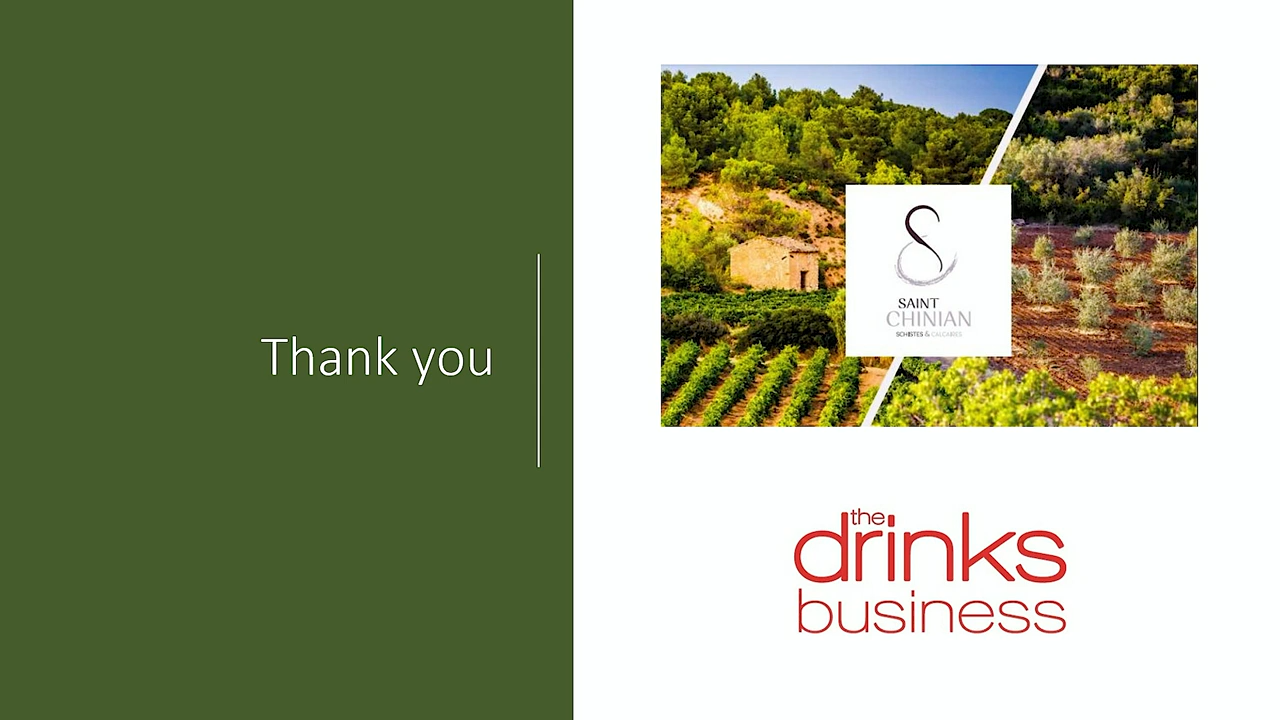 Thank you
SAINT
CHINIAN
SCHISTES & CALCAIRES
the
drinks
business